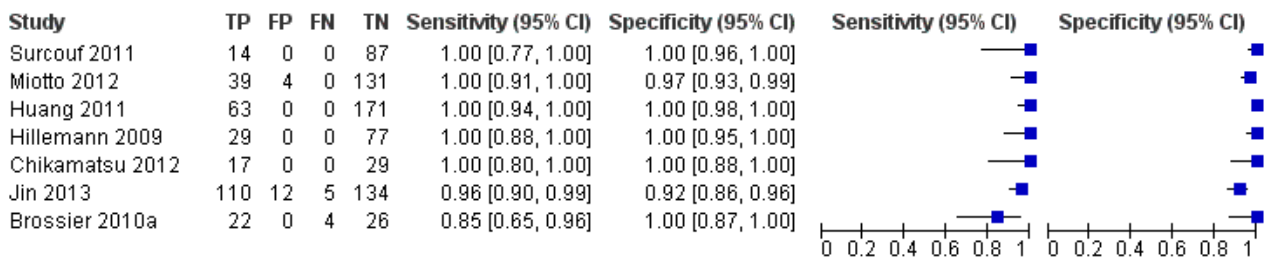 Study TP FP FN TN Sensitivity (95% CI) Specificity (95% CI) Sensitivity (95% CI) Specificity (95% CI)
Surcouf 2011 14 0 0 87 1.00 [0.77, 1.00] 1.00 [0.96, 1.00]
Miotto 2012 39 4 0 131 1.00 [0.91, 1.00] 0.97 [0.93, 0.99]
Huang 2011 63 0 0 171 1.00 [0.94, 1.00] 1.00 [0.98, 1.00]
Hillemann 2009 29 0 0 77 1.00 [0.88, 1.00] 1.00 [0.95, 1.00]
Chikamatsu 2012 17 0 0 29 1.00 [0.80, 1.00] 1.00 [0.88, 1.00]
Jin 2013 110 12 5 134 0.96 [0.90, 0.99] 0.92 [0.86, 0.96]
Brossier 2010a 22 0 4 26 0.85 [0.65, 0.96] 1.00 [0.87, 1.00]
0 0.2 0.4 0.6 0.8 1 0 0.2 0.4 0.6 0.8 1